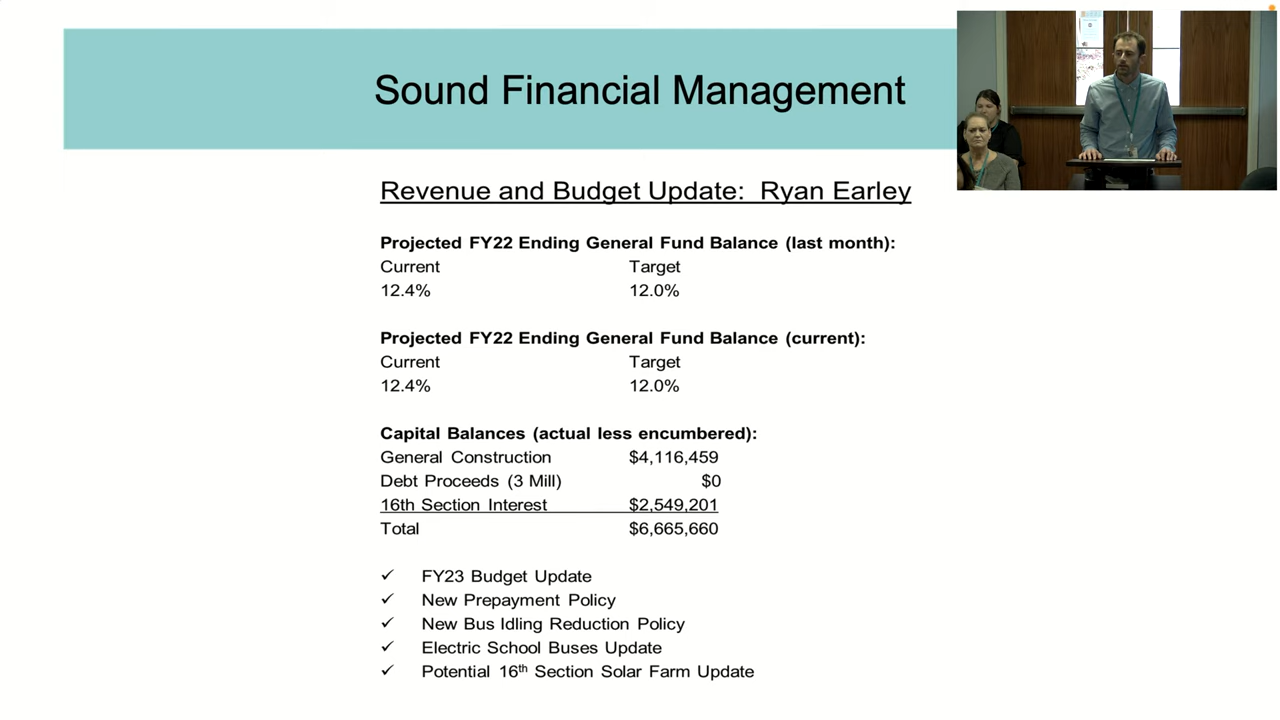 Sound Financial Management
Revenue and Budget Update: Ryan Earley
Projected FY22 Ending General Fund Balance (last month):
Current Target
12.4% 12.0%
Projected FY22 Ending General Fund Balance (current):
Current Target
12.4% 12.0%
Capital Balances (actual less encumbered):
General Construction $4,116,459
Debt Proceeds (3 Mill) $0
16th Section Interest $2,549,201
Total $6,665,660
✓ FY23 Budget Update
✓ New Prepayment Policy
✓ New Bus Idling Reduction Policy
✓ Electric School Buses Update
✓ Potential 16th Section Solar Farm Update